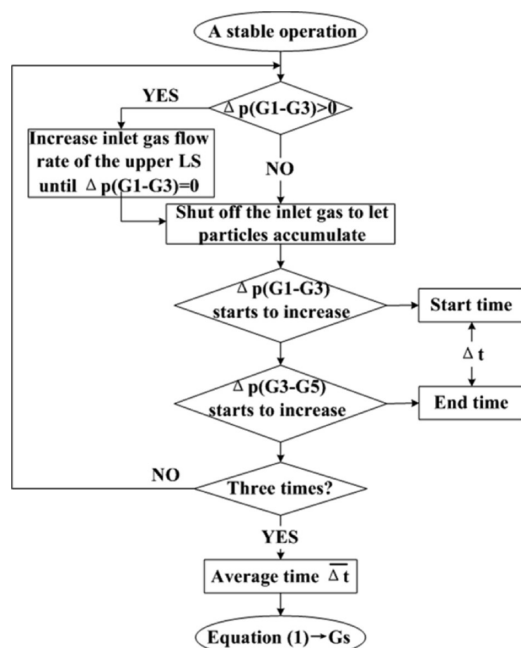 A stable operation
YES
Δ p(G1-G3)>0
Increase inlet gas flow
rate of the upper LS
until Δ p(G1-G3)=0
NO
Shut off the inlet gas to let
particles accumulate
Δ p(G1-G3)
starts to increase
Start time
Δ t
Δ p(G3-G5)
starts to increase
End time
NO
Three times?
YES
Average time Δ̅t̅
Equation (1)→Gs